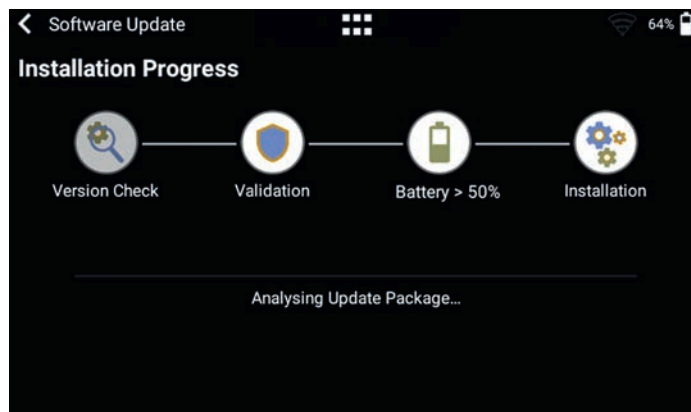 Software Update
64%
Installation Progress
Version Check
Validation
Battery > 50%
Installation
Analysing Update Package...